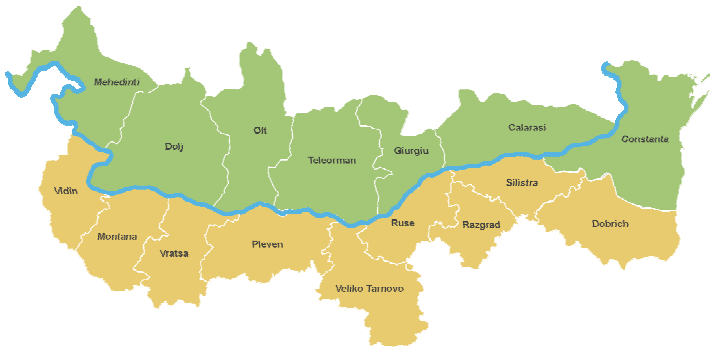 Mehedinti
Dolj
Olt
Teleorman
Giurgiu
Calarasi
Constanta
Vidin
Montana
Vratsa
Pleven
Veliko Tarnovo
Ruse
Razgrad
Silistra
Dobrich